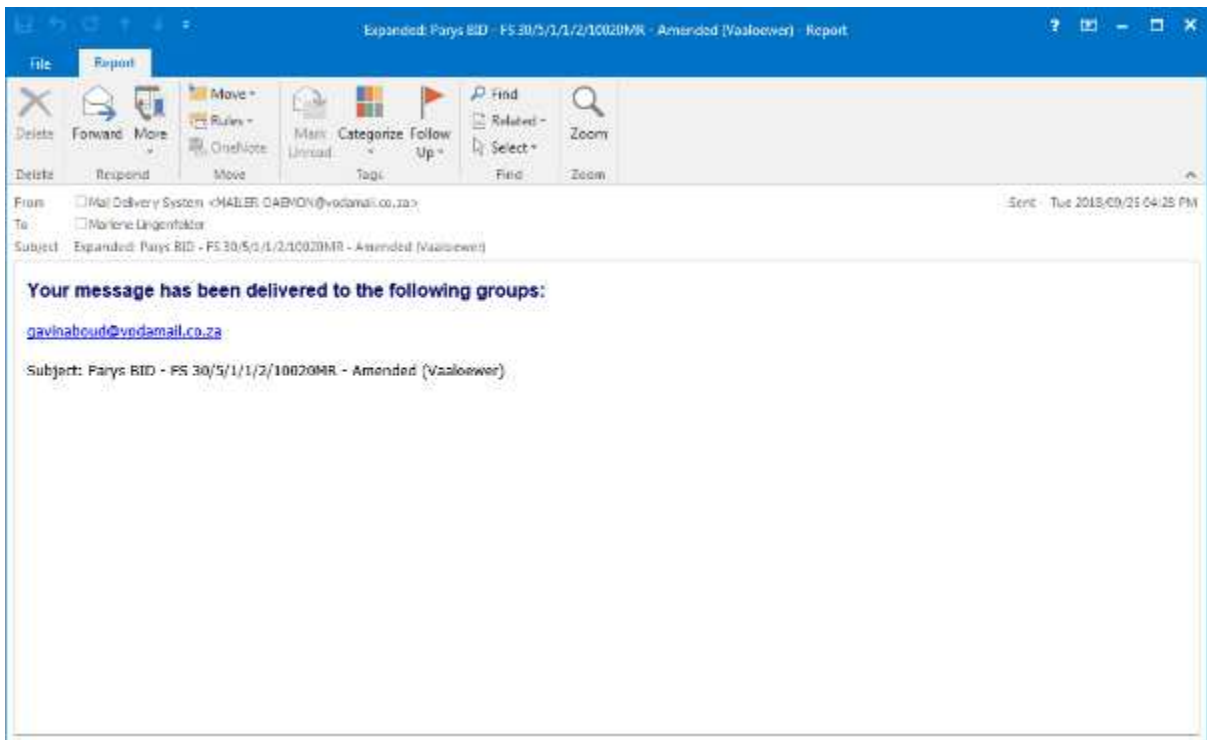 Expanded: Parys BID - FS 30/5/1/1/2/10020MR - Amended (Vaaloewer) - Report
File Report
Delete Forward More
Move
Rules
OneNote
Mark Unread
Categorize
Follow Up
Find
Related
Select
Zoom
Delete Respond Move Tags Find Zoom
From Mail Delivery System <MAILER-DAEMON@vodamail.co.za> Sent Tue 2018/09/25 04:28 PM
To Marlene Lingenfelder
Subject Expanded: Parys BID - FS 30/5/1/1/2/10020MR - Amended (Vaaloewer)
Your message has been delivered to the following groups:
gavinaboud@vodamail.co.za
Subject: Parys BID - FS 30/5/1/1/2/10020MR - Amended (Vaaloewer)